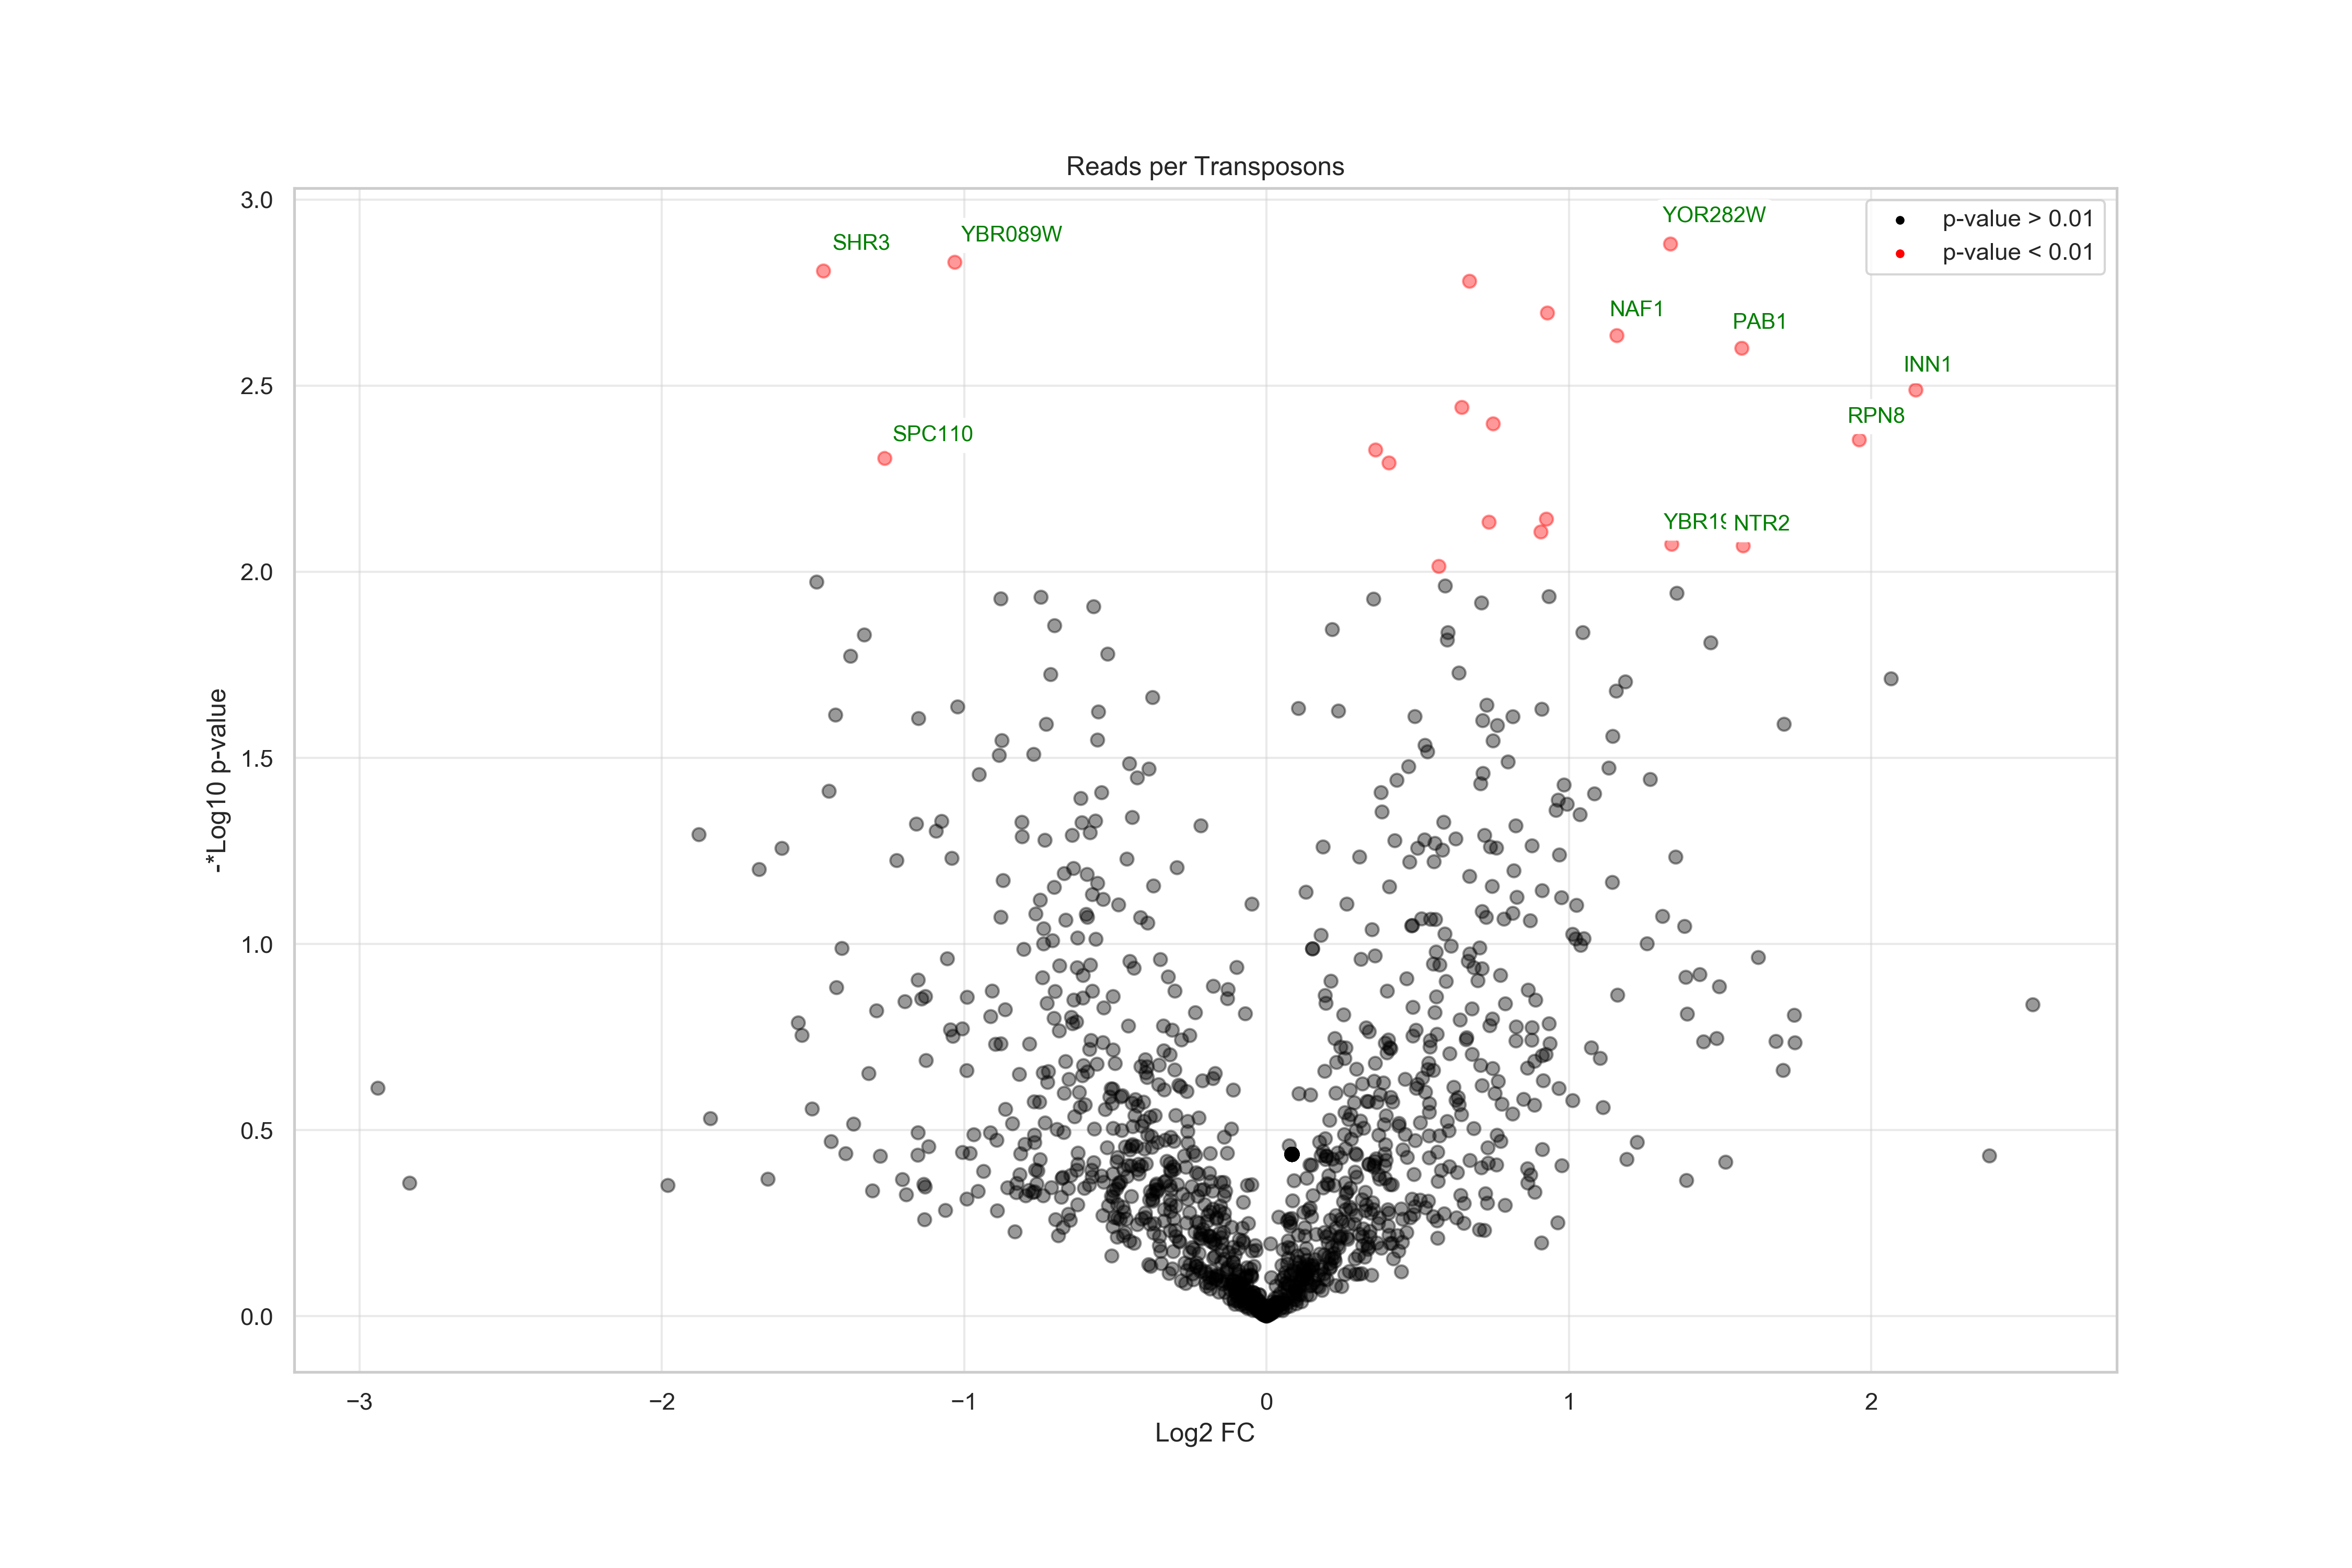 Reads per Transposons
3.0
2.5
2.0
1.5
1.0
0.5
0.0
-*Log10 p-value
SHR3
YBR089W
YOR282W
p-value > 0.01
p-value < 0.01
NAF1
PAB1
INN1
RPN8
SPC110
NTR2
−3
−2
−1
0
1
2
Log2 FC